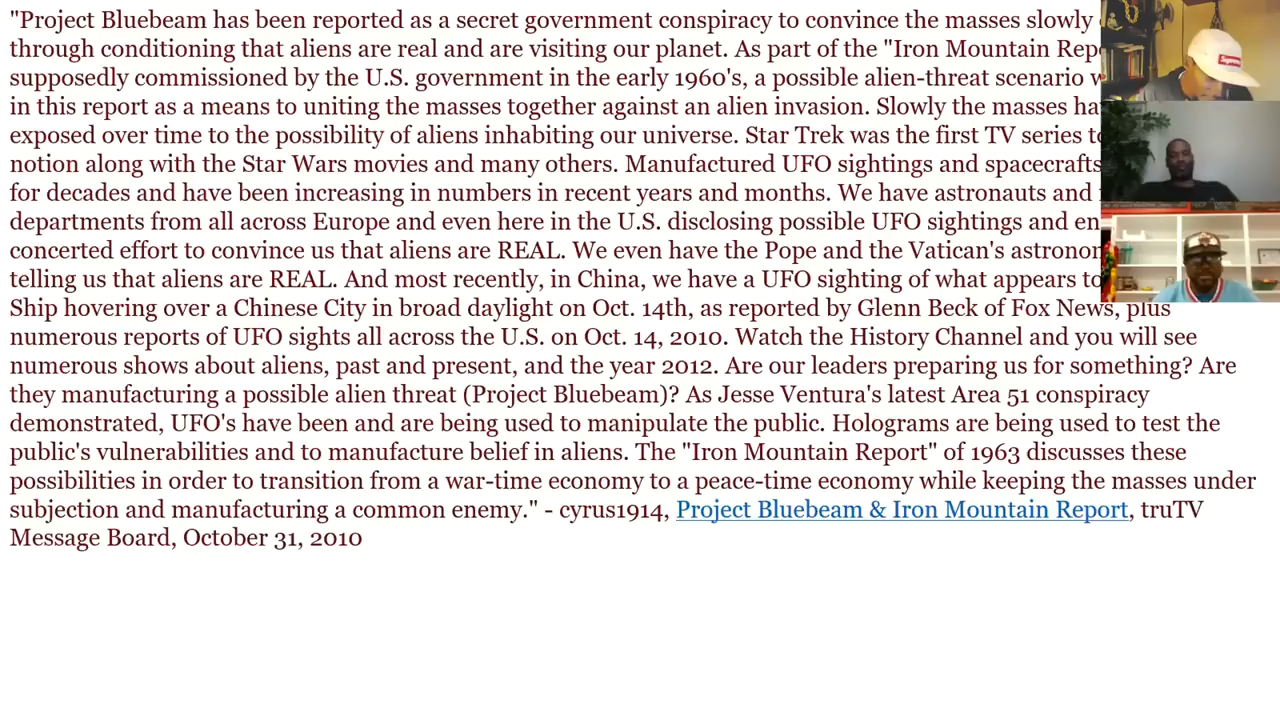 "Project Bluebeam has been reported as a secret government conspiracy to convince the masses slowly
through conditioning that aliens are real and are visiting our planet. As part of the "Iron Mountain
supposedly commissioned by the U.S. government in the early 1960's, a possible alien-threat scenario
in this report as a means to uniting the masses together against an alien invasion. Slowly the masses
exposed over time to the possibility of aliens inhabiting our universe. Star Trek was the first TV series
notion along with the Star Wars movies and many others. Manufactured UFO sightings and spacecrafts
for decades and have been increasing in numbers in recent years and months. We have astronauts and
departments from all across Europe and even here in the U.S. disclosing possible UFO sightings and
concerted effort to convince us that aliens are REAL. We even have the Pope and the Vatican's
telling us that aliens are REAL. And most recently, in China, we have a UFO sighting of what appears
Ship hovering over a Chinese City in broad daylight on Oct. 14th, as reported by Glenn Beck of Fox News, plus
numerous reports of UFO sights all across the U.S. on Oct. 14, 2010. Watch the History Channel and you will see
numerous shows about aliens, past and present, and the year 2012. Are our leaders preparing us for something? Are
they manufacturing a possible alien threat (Project Bluebeam)? As Jesse Ventura's latest Area 51 conspiracy
demonstrated, UFO's have been and are being used to manipulate the public. Holograms are being used to test the
public's vulnerabilities and to manufacture belief in aliens. The "Iron Mountain Report" of 1963 discusses these
possibilities in order to transition from a war-time economy to a peace-time economy while keeping the masses under
subjection and manufacturing a common enemy." - cyrus1914, Project Bluebeam & Iron Mountain Report, truTV
Message Board, October 31, 2010
Supreme